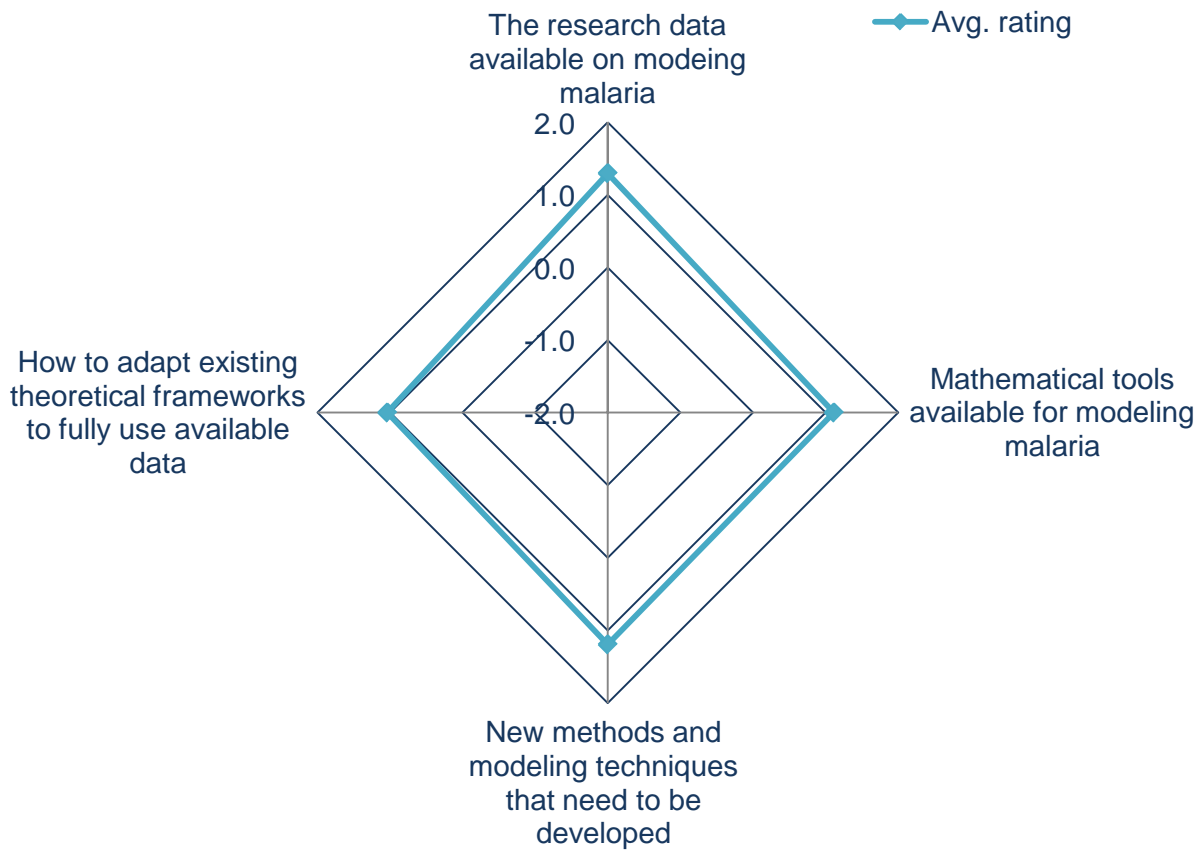 The research data
available on modeing
malaria
Avg. rating
2.0
1.0
0.0
-1.0
-2.0
How to adapt existing
theoretical frameworks
to fully use available
data
Mathematical tools
available for modeling
malaria
New methods and
modeling techniques
that need to be
developed